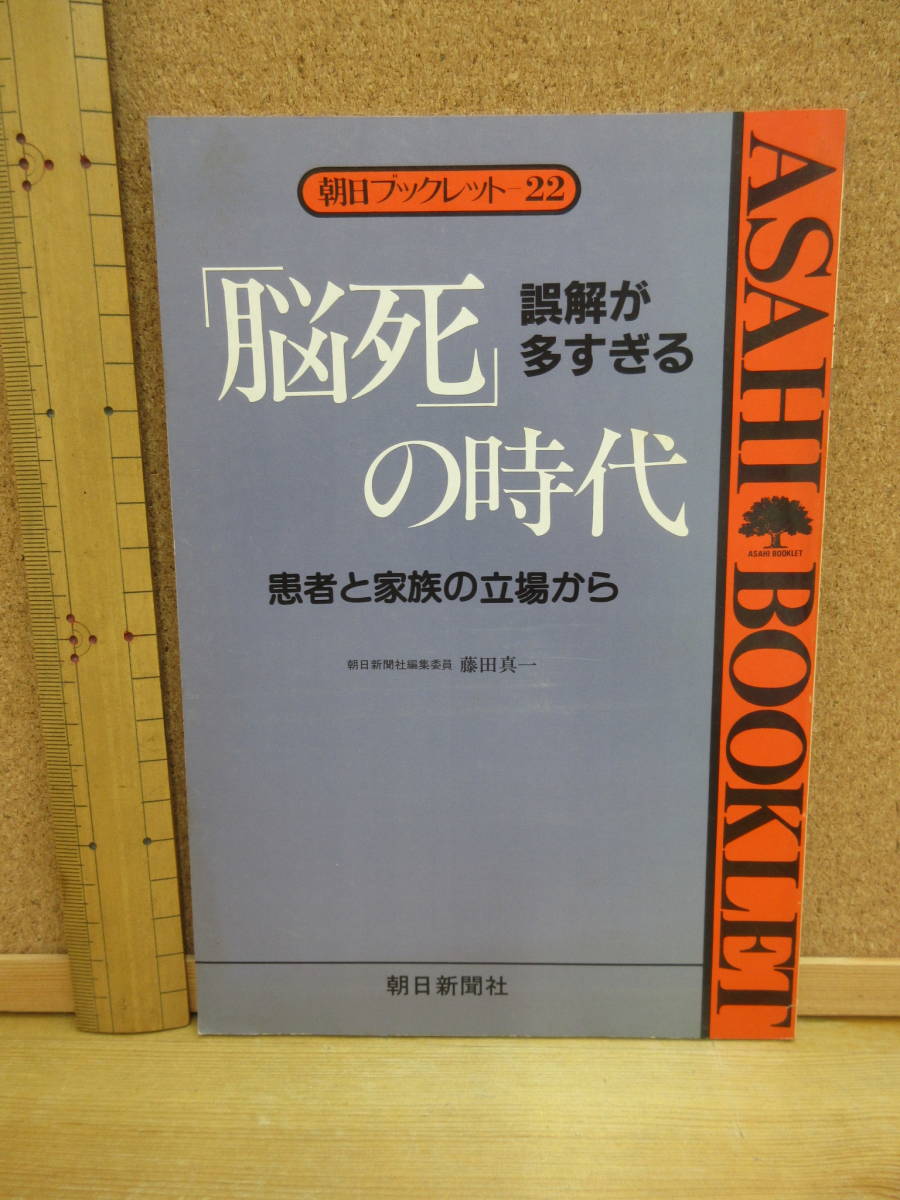 朝日ブックレット-22
「脳死」
誤解が
多すぎる
の時代
患者と家族の立場から
朝日新聞社編集委員 藤田真一
朝日新聞社
ASAHI BOOKLET
ASAHI BOOKLET